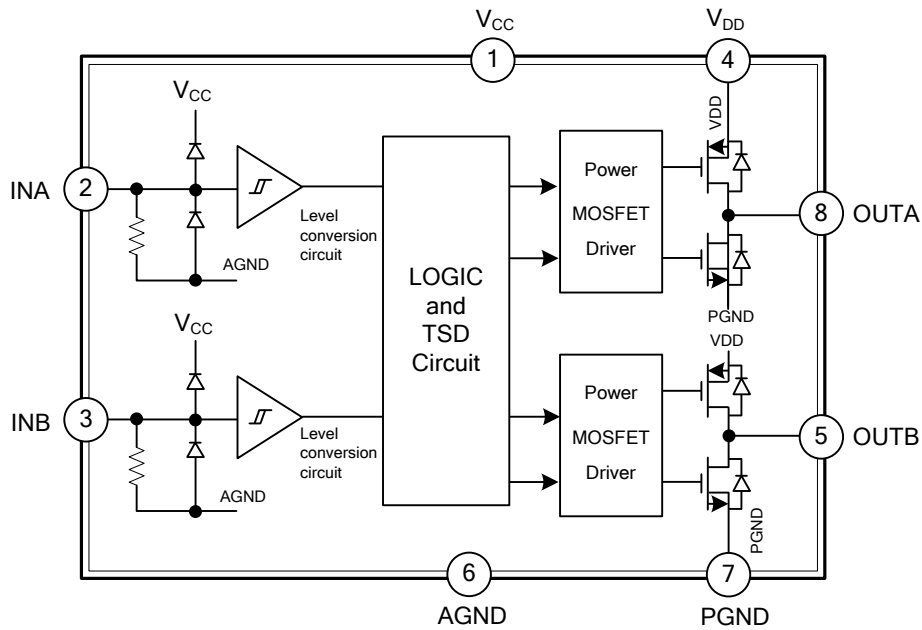 VCC
VDD
1
4
VCC
VDD
INA
2
Level
conversion
circuit
AGND
Power
MOSFET
Driver
8
OUTA
LOGIC
and
TSD
Circuit
PGND
VCC
VDD
INB
3
Level
conversion
circuit
AGND
Power
MOSFET
Driver
5
OUTB
PGND
6
7
AGND
PGND